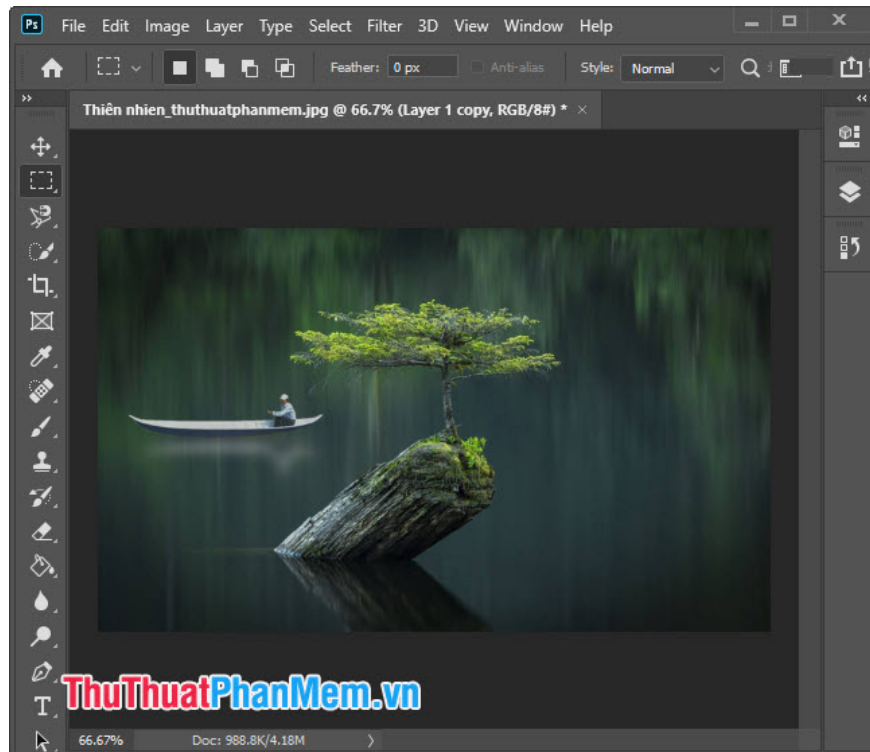 Ps File Edit Image Layer Type Select Filter 3D View Window Help
Feather: 0 px Anti-alias Style: Normal
Thiên nhien_thuthuatphanmem.jpg @ 66.7% (Layer 1 copy, RGB/8#) *
ThuThuatPhanMem.vn
66.67% Doc: 988.8K/4.18M